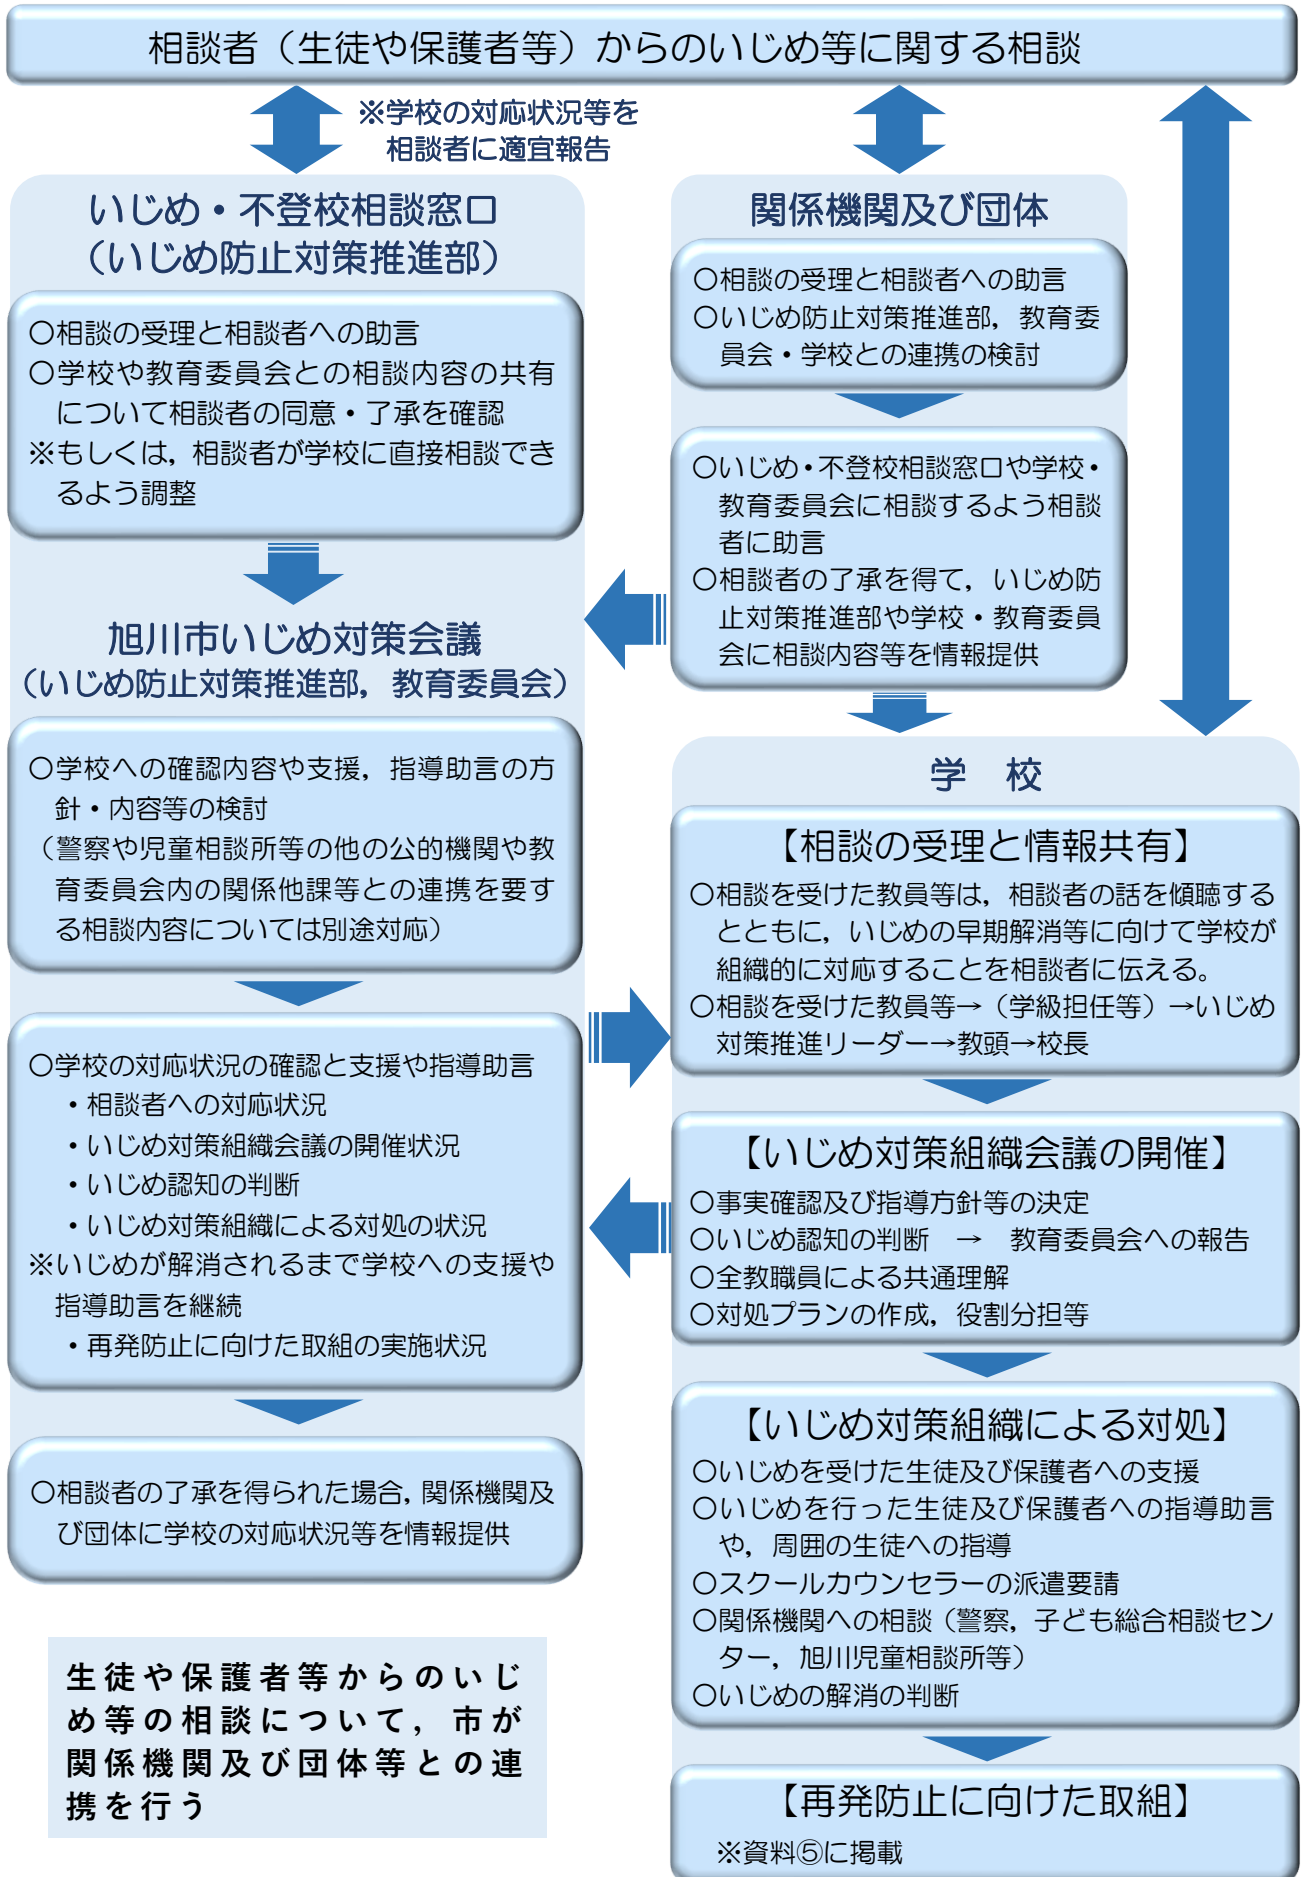 相談者（生徒や保護者等）からのいじめ等に関する相談
※学校の対応状況等を
相談者に適宜報告
いじめ・不登校相談窓口
（いじめ防止対策推進部）
○相談の受理と相談者への助言
○学校や教育委員会との相談内容の共有
について相談者の同意・了承を確認
※もしくは，相談者が学校に直接相談でき
るよう調整
旭川市いじめ対策会議
（いじめ防止対策推進部，教育委員会）
○学校への確認内容や支援，指導助言の方
針・内容等の検討
（警察や児童相談所等の他の公的機関や教
育委員会内の関係他課等との連携を要す
る相談内容については別途対応）
○学校の対応状況の確認と支援や指導助言
・相談者への対応状況
・いじめ対策組織会議の開催状況
・いじめ認知の判断
・いじめ対策組織による対処の状況
※いじめが解消されるまで学校への支援や
指導助言を継続
・再発防止に向けた取組の実施状況
○相談者の了承を得られた場合，関係機関及
び団体に学校の対応状況等を情報提供
生徒や保護者等からのいじ
め等の相談について，市が
関係機関及び団体等との連
携を行う
関係機関及び団体
○相談の受理と相談者への助言
○いじめ防止対策推進部，教育委
員会・学校との連携の検討
○いじめ・不登校相談窓口や学校・
教育委員会に相談するよう相談
者に助言
○相談者の了承を得て，いじめ防
止対策推進部や学校・教育委員
会に相談内容等を情報提供
学　校
【相談の受理と情報共有】
○相談を受けた教員等は，相談者の話を傾聴する
とともに，いじめの早期解消等に向けて学校が
組織的に対応することを相談者に伝える。
○相談を受けた教員等→（学級担任等）→いじめ
対策推進リーダー→教頭→校長
【いじめ対策組織会議の開催】
○事実確認及び指導方針等の決定
○いじめ認知の判断　→　教育委員会への報告
○全教職員による共通理解
○対処プランの作成，役割分担等
【いじめ対策組織による対処】
○いじめを受けた生徒及び保護者への支援
○いじめを行った生徒及び保護者への指導助言
や，周囲の生徒への指導
○スクールカウンセラーの派遣要請
○関係機関への相談（警察，子ども総合相談セン
ター，旭川児童相談所等）
○いじめの解消の判断
【再発防止に向けた取組】
※資料⑤に掲載